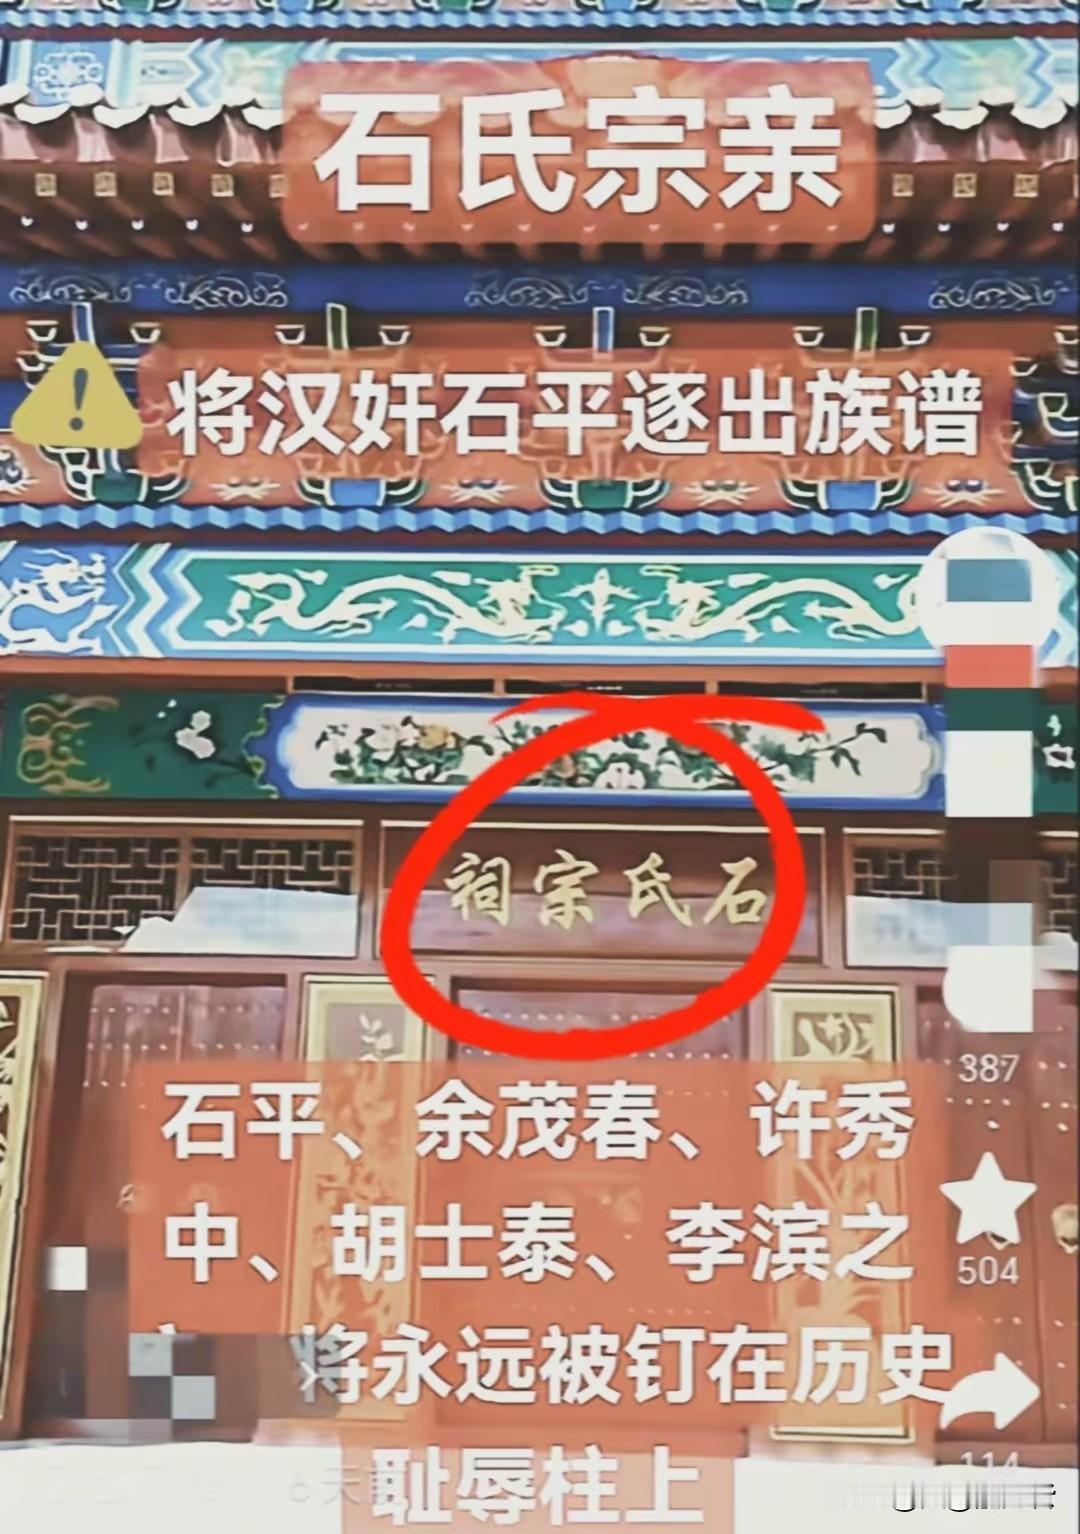 石氏宗亲
将汉奸石平逐出族谱
祠宗氏石
387
石平、余茂春、许秀
中、胡士泰、李滨之
504
将永远被钉在历史
耻辱柱上
114